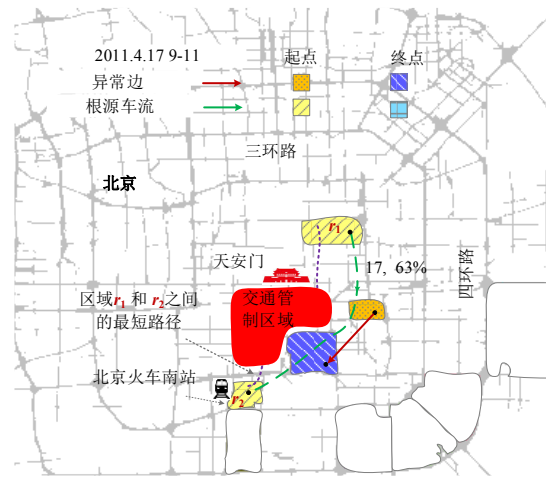 2011.4.17 9-11
起点
终点
异常边
根源车流
三环路
北京
r1
天安门
17, 63%
四环路
区域r1 和 r2之间
的最短路径
交通管
制区域
北京火车南站
r2